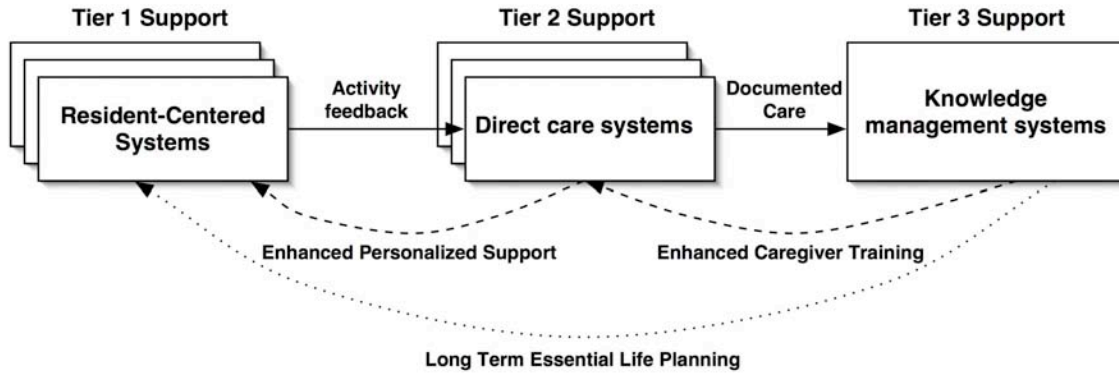 Tier 1 Support
Tier 2 Support
Tier 3 Support
Resident-Centered
Systems
Activity
feedback
Direct care systems
Documented
Care
Knowledge
management systems
Enhanced Personalized Support
Enhanced Caregiver Training
Long Term Essential Life Planning